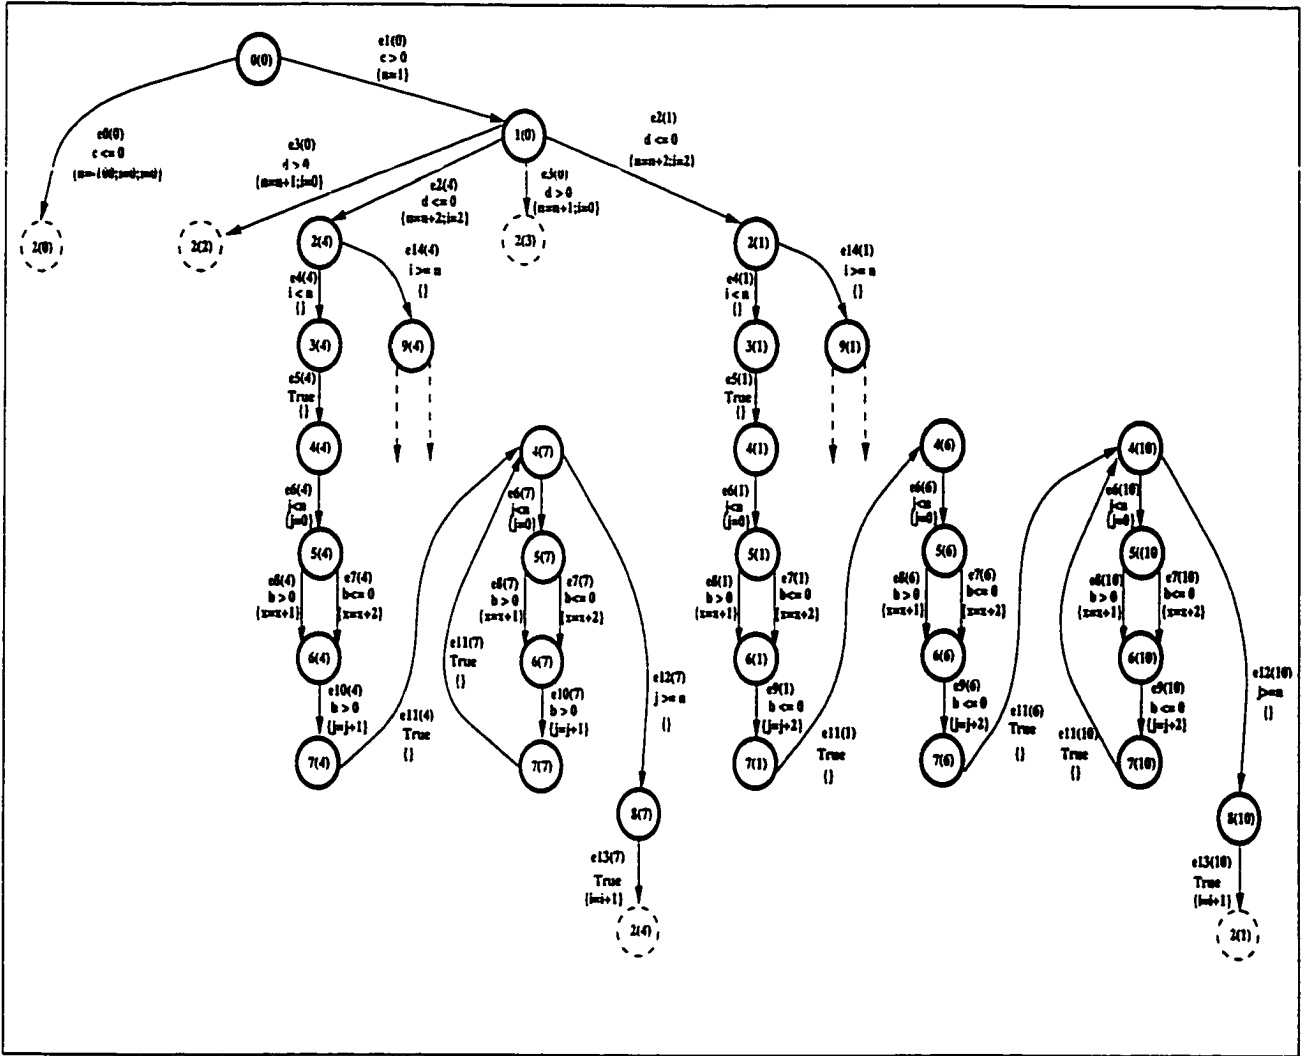 0(0)
e1(0)
c > 0
{n=1}
e0(0)
c <= 0
1(0)
e3(0)
d > 0
{n=n+1;i=0}
e2(4)
d <= 0
{n=n+2;i=2}
e3(0)
d > 0
{n=n+1;i=0}
e2(1)
d <= 0
{n=n+2;i=2}
2(0)
2(2)
2(4)
2(3)
2(1)
e4(4)
i < n
{}
e14(4)
i >= n
{}
e4(1)
i < n
{}
e14(1)
i >= n
{}
3(4)
9(4)
3(1)
9(1)
e5(4)
True
{}
e5(1)
True
{}
4(4)
4(7)
4(1)
4(6)
4(10)
e6(4)
j<n
{j=0}
e6(7)
j<n
{j=0}
e6(1)
j<n
{j=0}
e6(6)
j<n
{j=0}
e6(10)
j<n
{j=0}
5(4)
5(7)
5(1)
5(6)
5((10
e8(4)
b > 0
{x=x+1}
e7(4)
b<= 0
{x=x+2}
e8(7)
b > 0
{x=x+1}
e7(7)
b<= 0
{x=x+2}
e8(1)
b > 0
{x=x+1}
e7(1)
b<= 0
{x=x+2}
e8(6)
b > 0
{x=x+1}
e7(6)
b<= 0
{x=x+2}
e8(10)
b > 0
{x=x+1}
e7(10)
b<= 0
{x=x+2}
6(4)
6(7)
6(1)
6(6)
6(10)
e10(4)
b > 0
{j=j+1}
e11(4)
True
{}
e11(7)
True
{}
e10(7)
b > 0
{j=j+1}
e12(7)
j >= n
{}
e9(1)
b <= 0
{j=j+2}
e11(1)
True
{}
e9(6)
b <= 0
{j=j+2}
e11(6)
True
{}
e11(10)
True
{}
e9(10)
b <= 0
{j=j+2}
e12(10)
j>=n
{}
7(4)
7(7)
7(1)
7(6)
7(10)
8(7)
8(10)
e13(7)
True
{i=i+1}
e13(10)
True
{i=i+1}
2(4)
2(1)